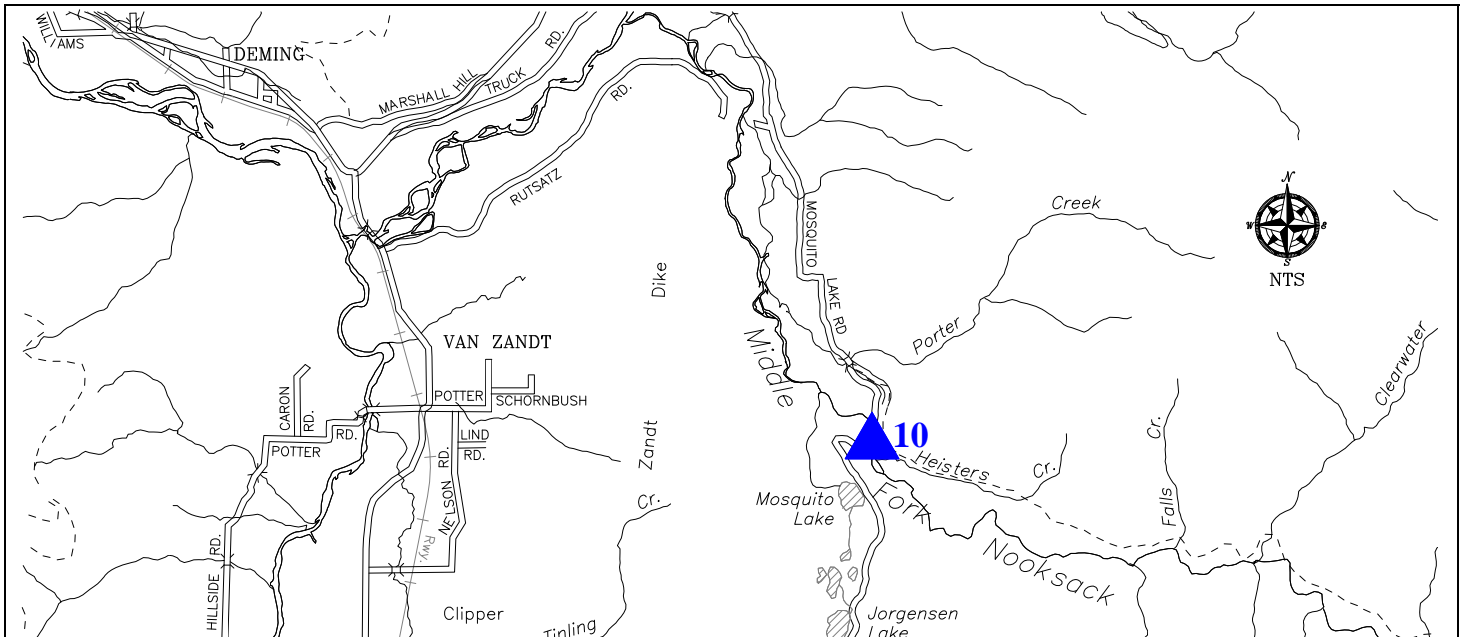 WILL/AMS
DEMING
MARSHALL HILL
TRUCK
RD.
RUTSATZ
RD.
MOSQUITO
LAKE RD
Creek
Porter
N
W
E
S
NTS
Dike
Zandt
Middle
Fork
Nooksack
VAN ZANDT
CARON
RD.
POTTER
SCHORNBUSH
POTTER
RD.
LIND
RD.
NELSON
RD.
HILLSIDE
RD.
Rwy.
Clipper
Tinling
Cr.
10
Heisters
Cr.
Mosquito
Lake
Jorgensen
Lake
Falls
Cr.
Clearwater